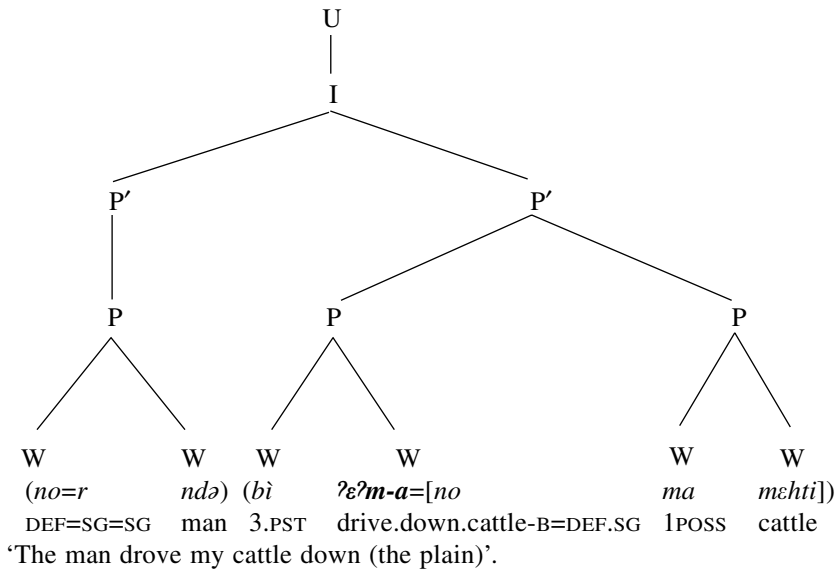 U
I
P′ P′
P P P
W W W W W W
(no=r ndə) (bì ʔɛʔm-a=[no ma mɛhti])
DEF=SG=SG man 3.PST drive.down.cattle-B=DEF.SG 1POSS cattle
‘The man drove my cattle down (the plain)’.